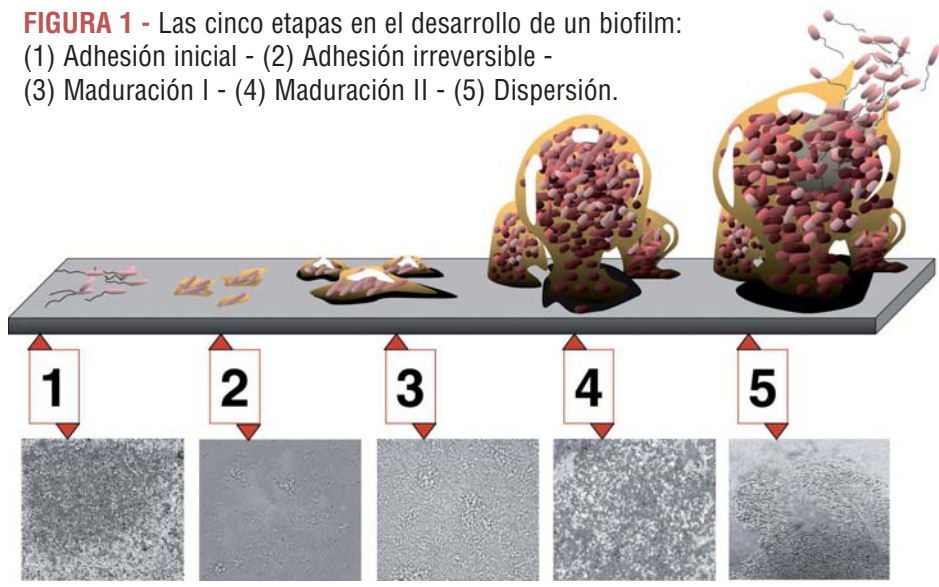 FIGURA 1 - Las cinco etapas en el desarrollo de un biofilm:
(1) Adhesión inicial - (2) Adhesión irreversible -
(3) Maduración I - (4) Maduración II - (5) Dispersión.
1 2 3 4 5